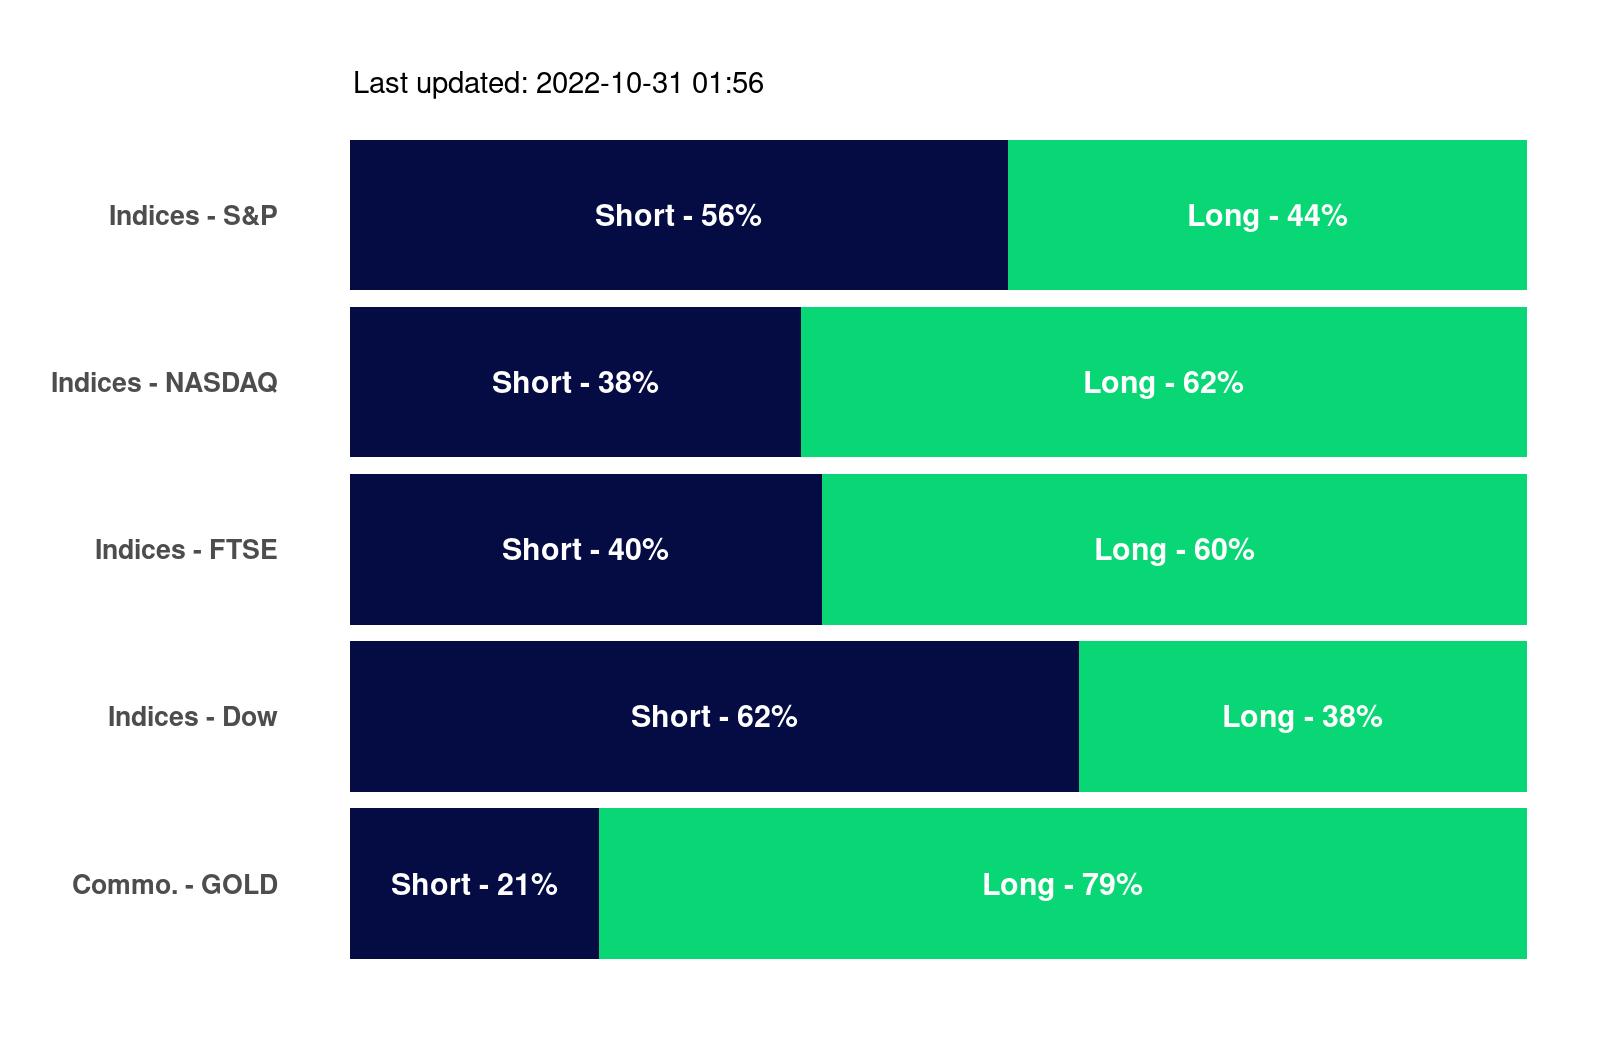 Last updated: 2022-10-31 01:56
Indices - S&P Short - 56% Long - 44%
Indices - NASDAQ Short - 38% Long - 62%
Indices - FTSE Short - 40% Long - 60%
Indices - Dow Short - 62% Long - 38%
Commo. - GOLD Short - 21% Long - 79%